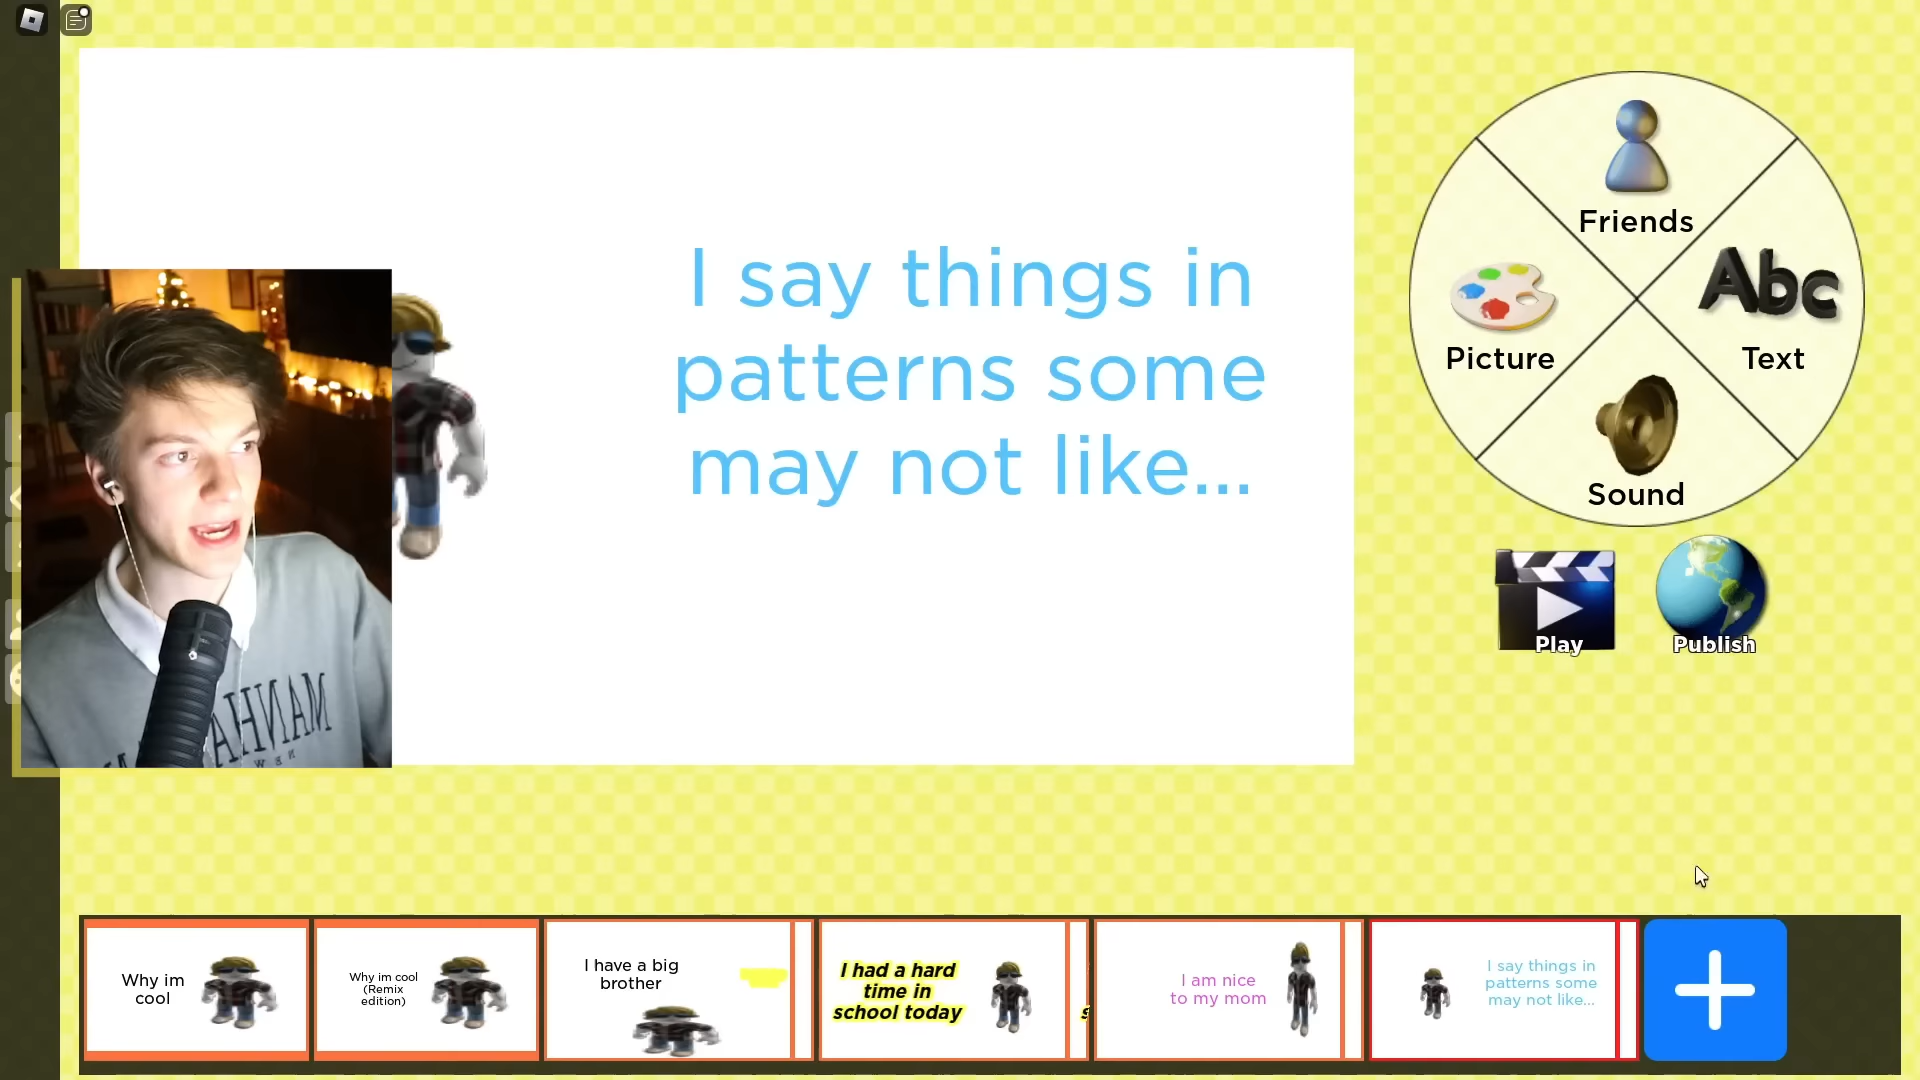 I say things in
patterns some
may not like...
Friends
Picture
Abc
Text
Sound
Play
Publish
Why im
cool
Why im cool
(Remix
edition)
I have a big
brother
I had a hard
time in
school today
I am nice
to my mom
I say things in
patterns some
may not like...